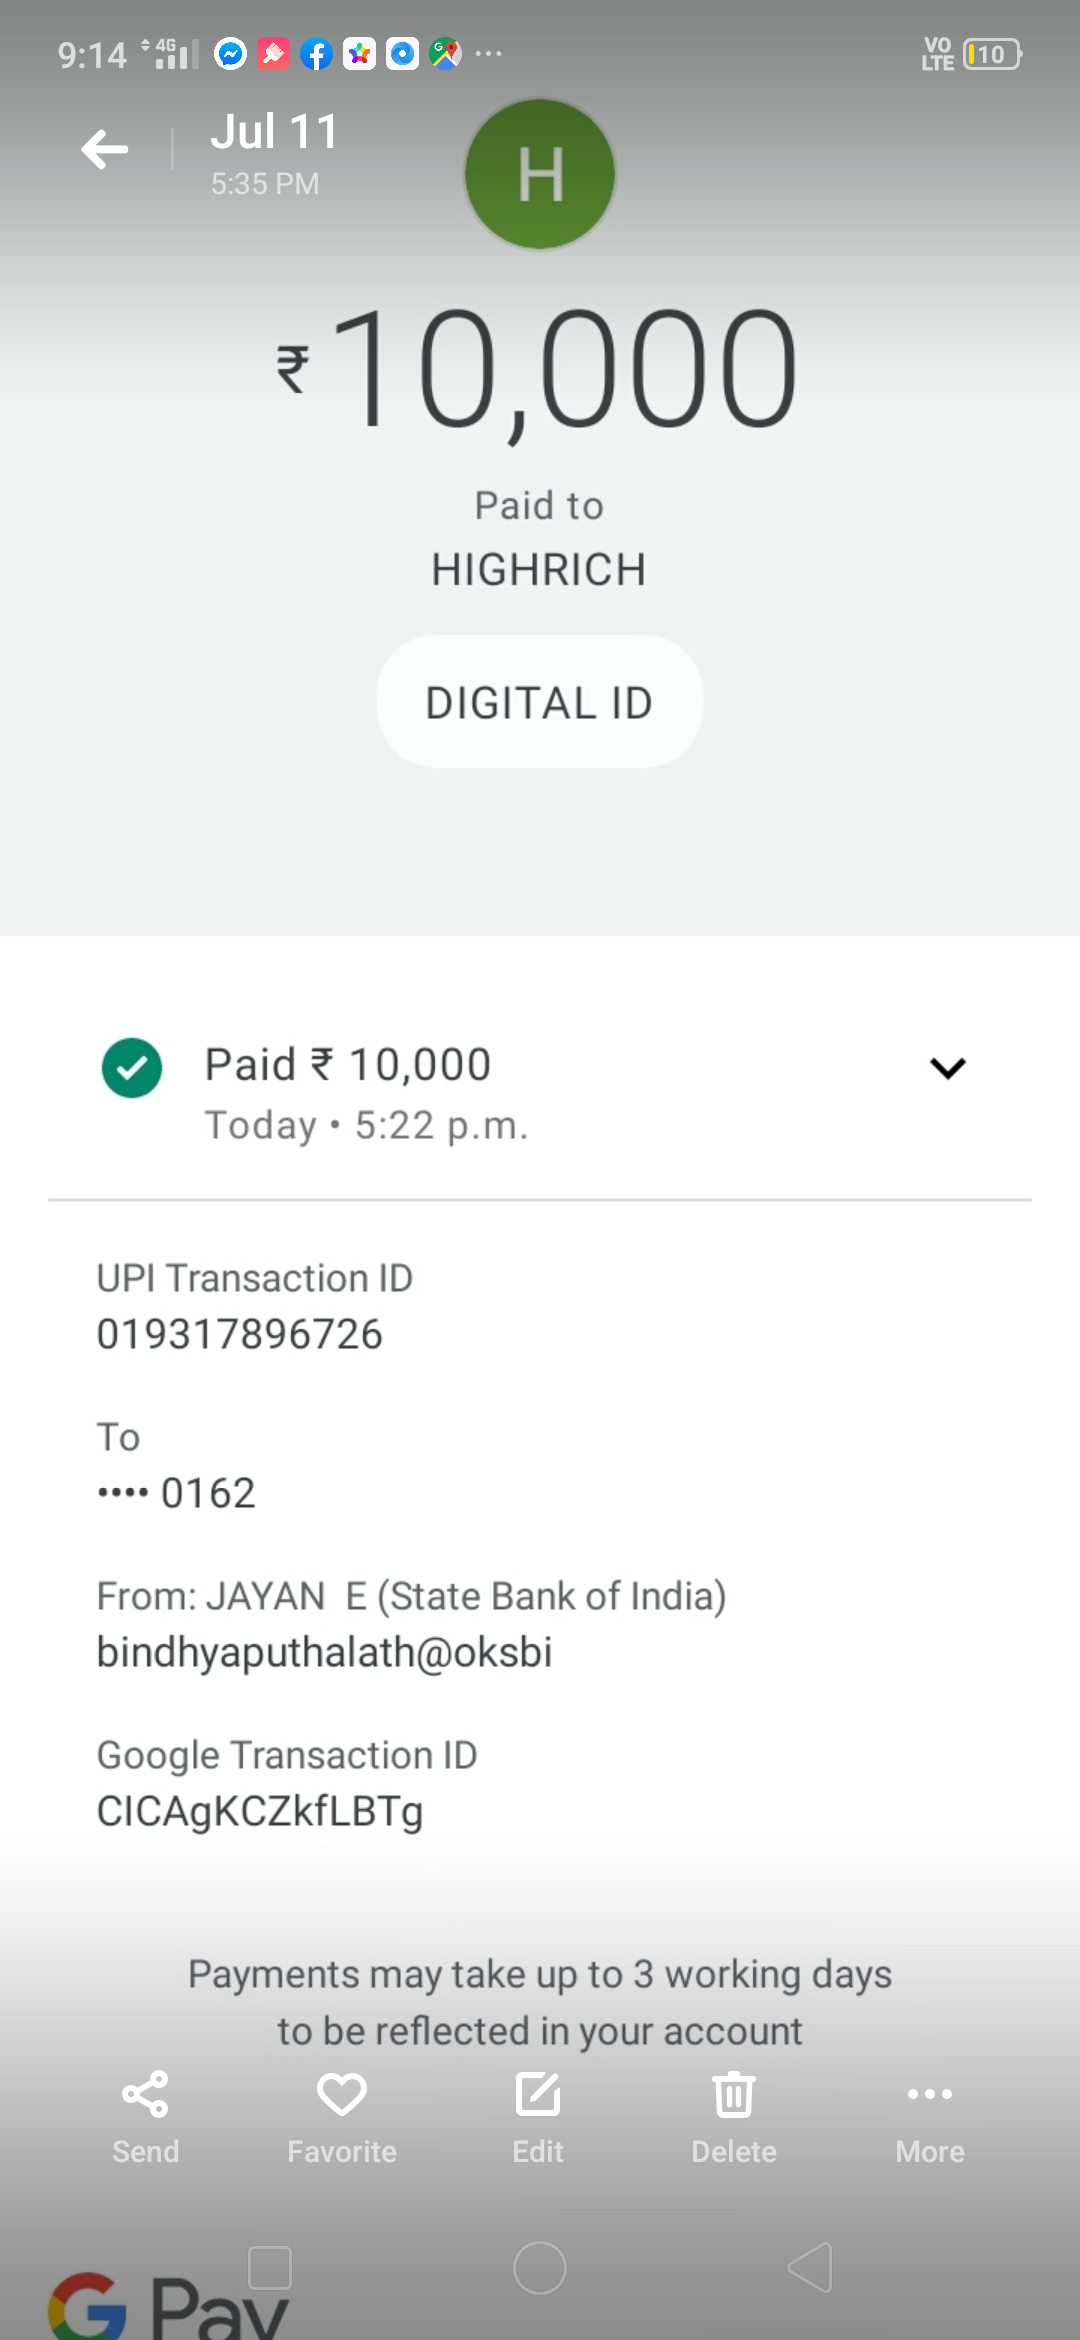 9:14 4G VO LTE 10
Jul 11
5:35 PM
H
₹10,000
Paid to
HIGHRICH
DIGITAL ID
Paid ₹ 10,000
Today • 5:22 p.m.
UPI Transaction ID
019317896726
To
•••• 0162
From: JAYAN E (State Bank of India)
bindhyaputhalath@oksbi
Google Transaction ID
CICAgKCZkfLBTg
Payments may take up to 3 working days
to be reflected in your account
Send Favorite Edit Delete More
G Pay